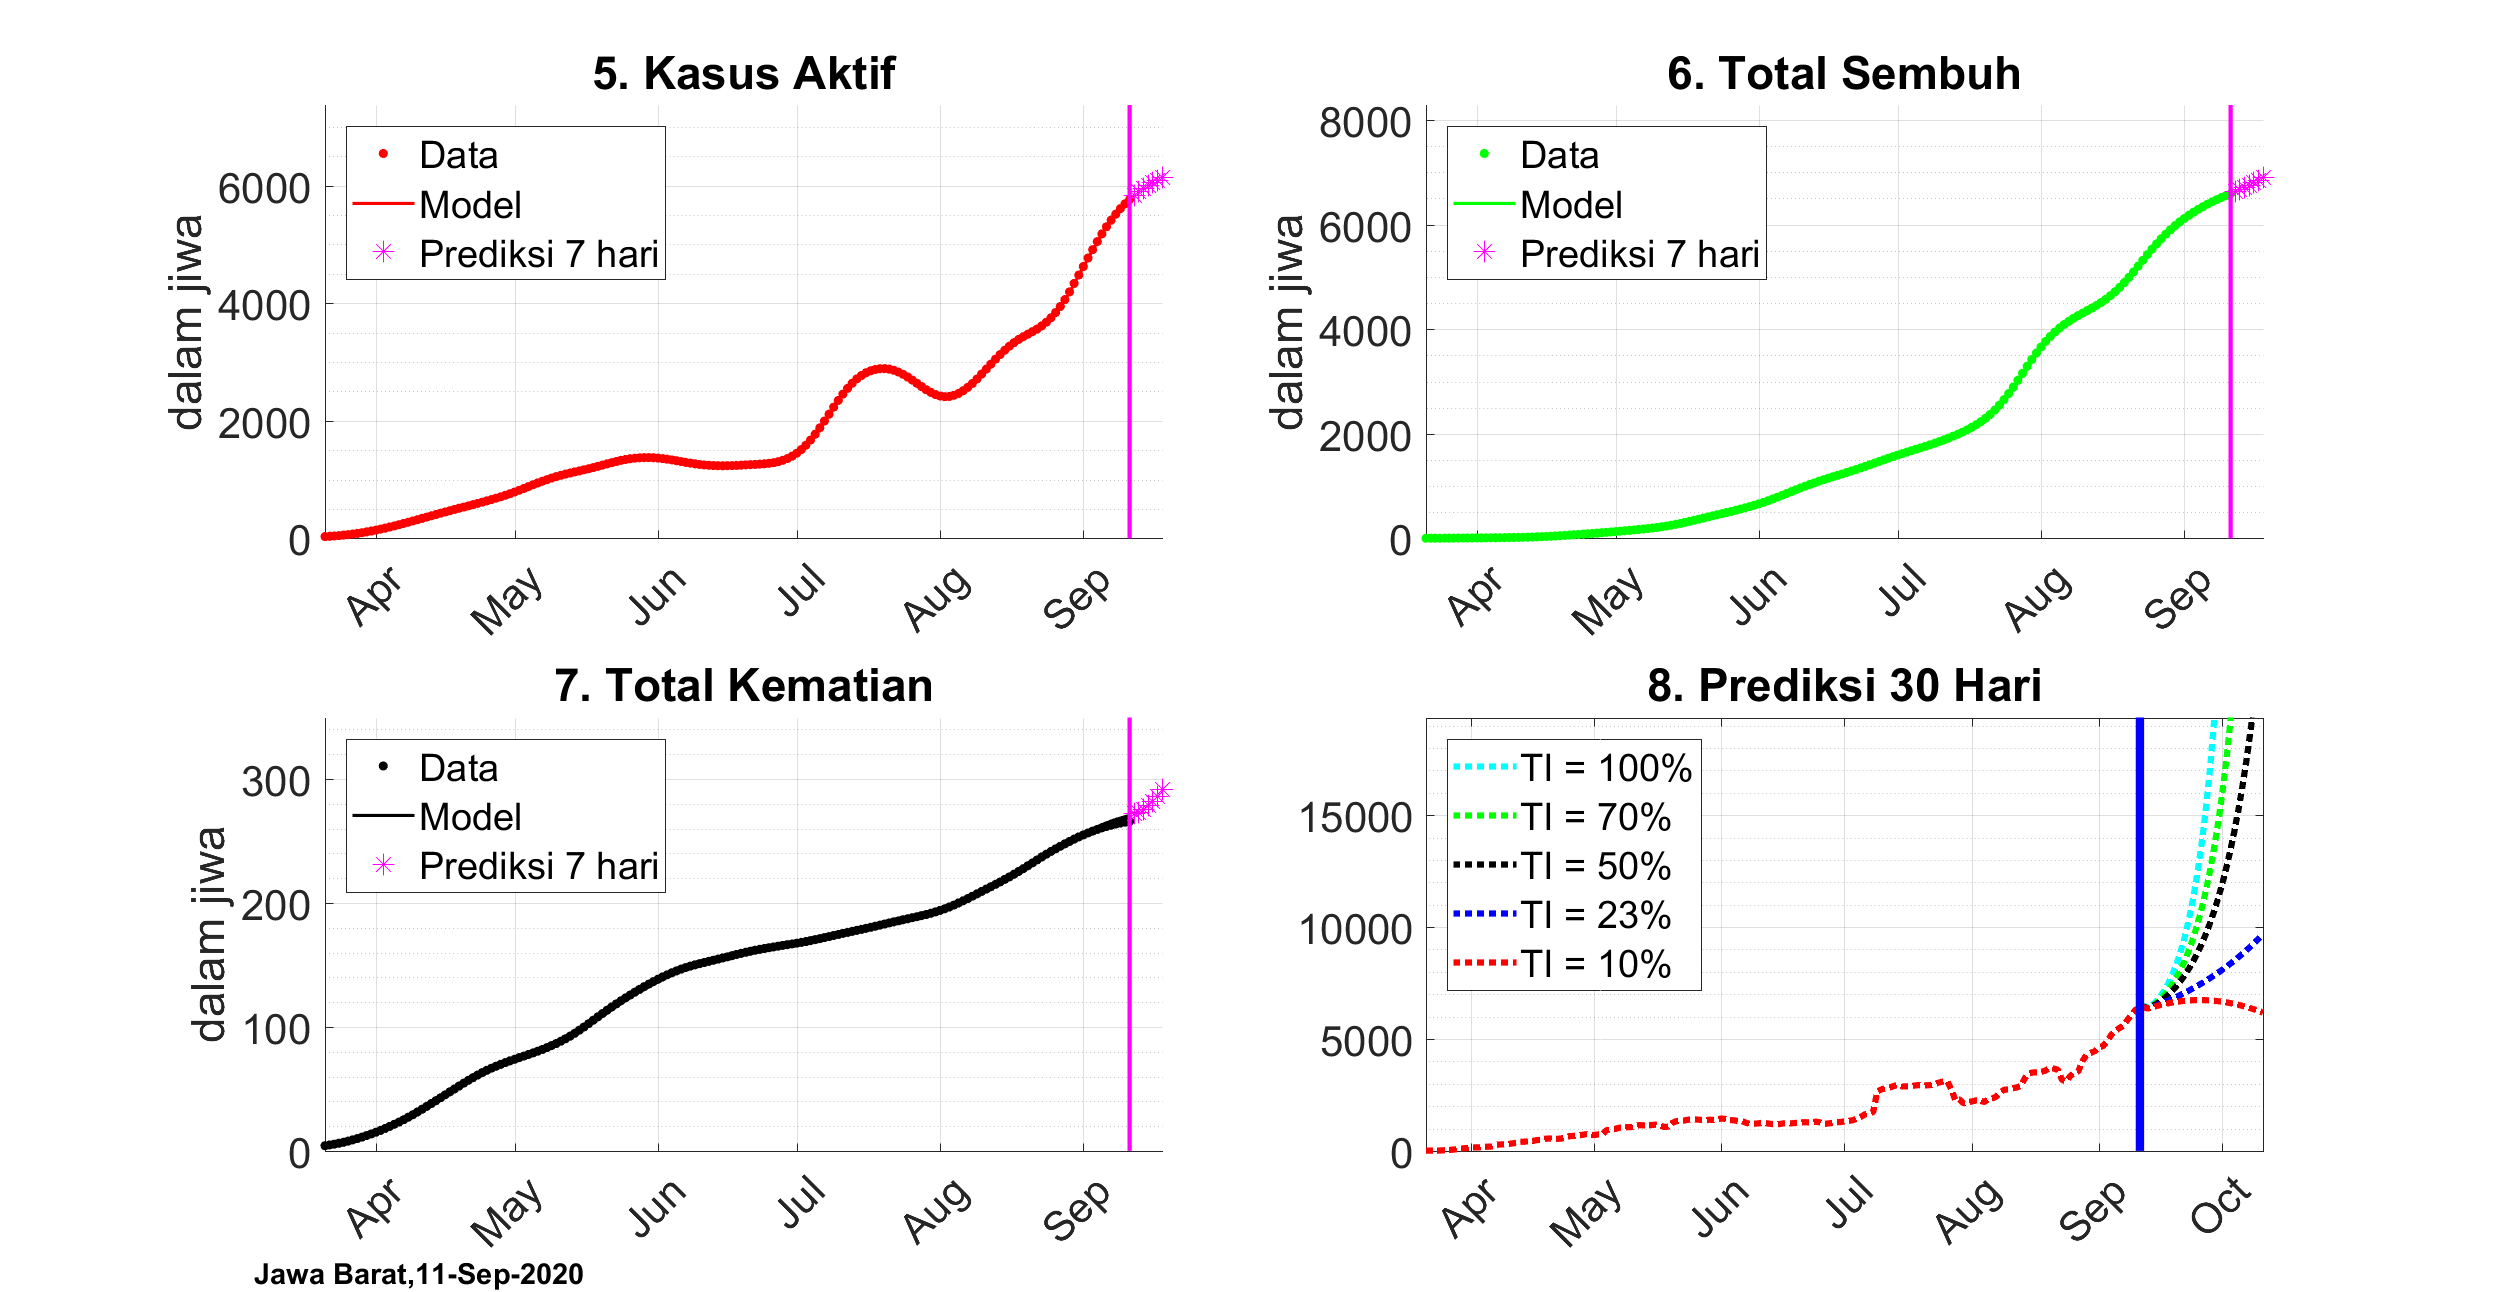 5. Kasus Aktif
dalam jiwa
6000
4000
2000
0
Data
Model
Prediksi 7 hari
Apr
May
Jun
Jul
Aug
Sep
6. Total Sembuh
dalam jiwa
8000
6000
4000
2000
0
Data
Model
Prediksi 7 hari
Apr
May
Jun
Jul
Aug
Sep
7. Total Kematian
dalam jiwa
300
200
100
0
Data
Model
Prediksi 7 hari
Apr
May
Jun
Jul
Aug
Sep
8. Prediksi 30 Hari
15000
10000
5000
0
TI = 100%
TI = 70%
TI = 50%
TI = 23%
TI = 10%
Apr
May
Jun
Jul
Aug
Sep
Oct
Jawa Barat,11-Sep-2020